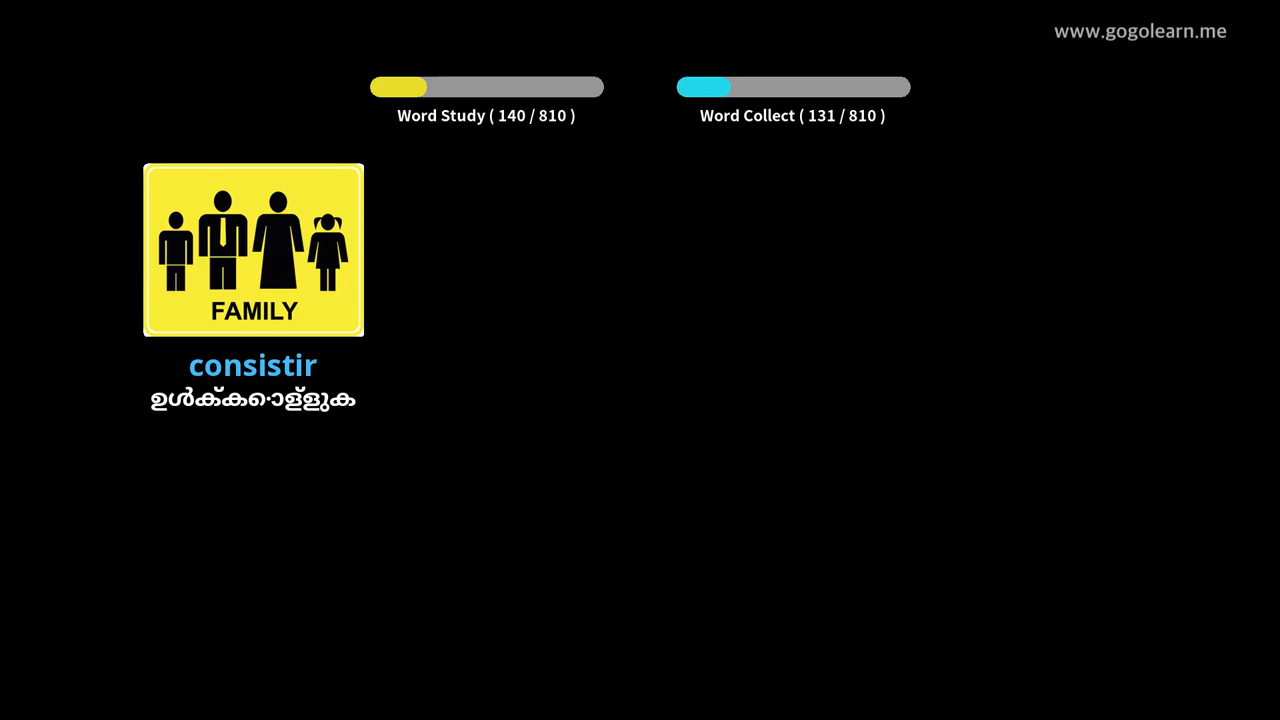 www.gogolearn.me
Word Study ( 140 / 810 )
Word Collect ( 131 / 810 )
FAMILY
consistir
ഉൾക്കൊള്ളുക